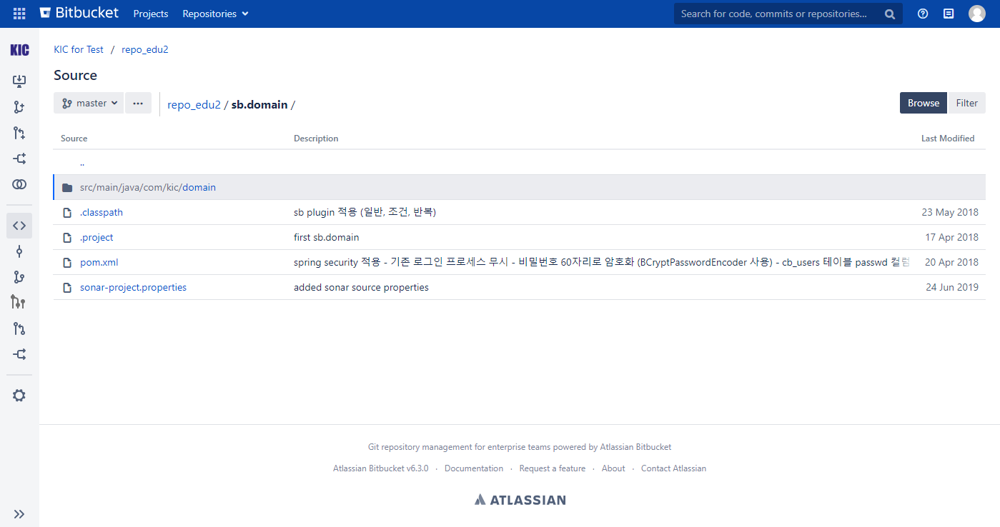 Bitbucket Projects Repositories Search for code, commits or repositories...
KIC
KIC for Test / repo_edu2
Source
master ... repo_edu2 / sb.domain / Browse Filter
Source Description Last Modified
..
src/main/java/com/kic/domain
.classpath sb plugin 적용 (일반, 조건, 반복) 23 May 2018
.project first sb.domain 17 Apr 2018
pom.xml spring security 적용 - 기존 로그인 프로세스 무시 - 비밀번호 60자리로 암호화 (BCryptPasswordEncoder 사용) - cb_users 테이블 passwd 컬럼 20 Apr 2018
sonar-project.properties added sonar source properties 24 Jun 2019
Git repository management for enterprise teams powered by Atlassian Bitbucket
Atlassian Bitbucket v6.3.0 · Documentation · Request a feature · About · Contact Atlassian
ATLASSIAN